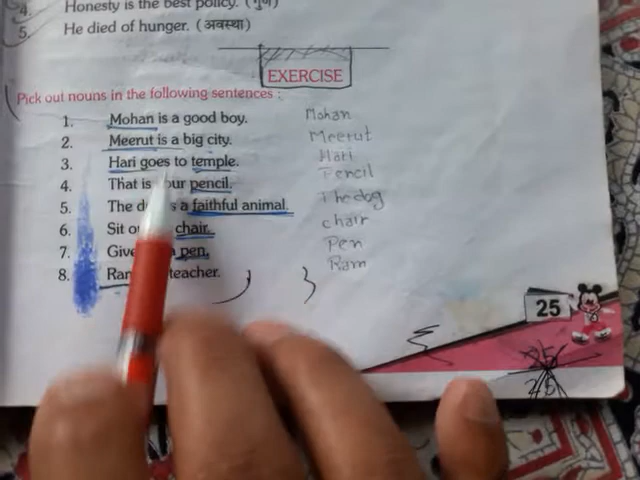 4. Honesty is the best policy. (गुण)
5. He died of hunger. (अवस्था)
EXERCISE
Pick out nouns in the following sentences :
1. Mohan is a good boy. Mohan
2. Meerut is a big city. Meerut
3. Hari goes to temple. Hari
4. That is our pencil. Pencil
5. The s a faithful animal. The dog
6. Sit chair. chair
7. Give a pen. Pen
8. Ram teacher. Ram
25